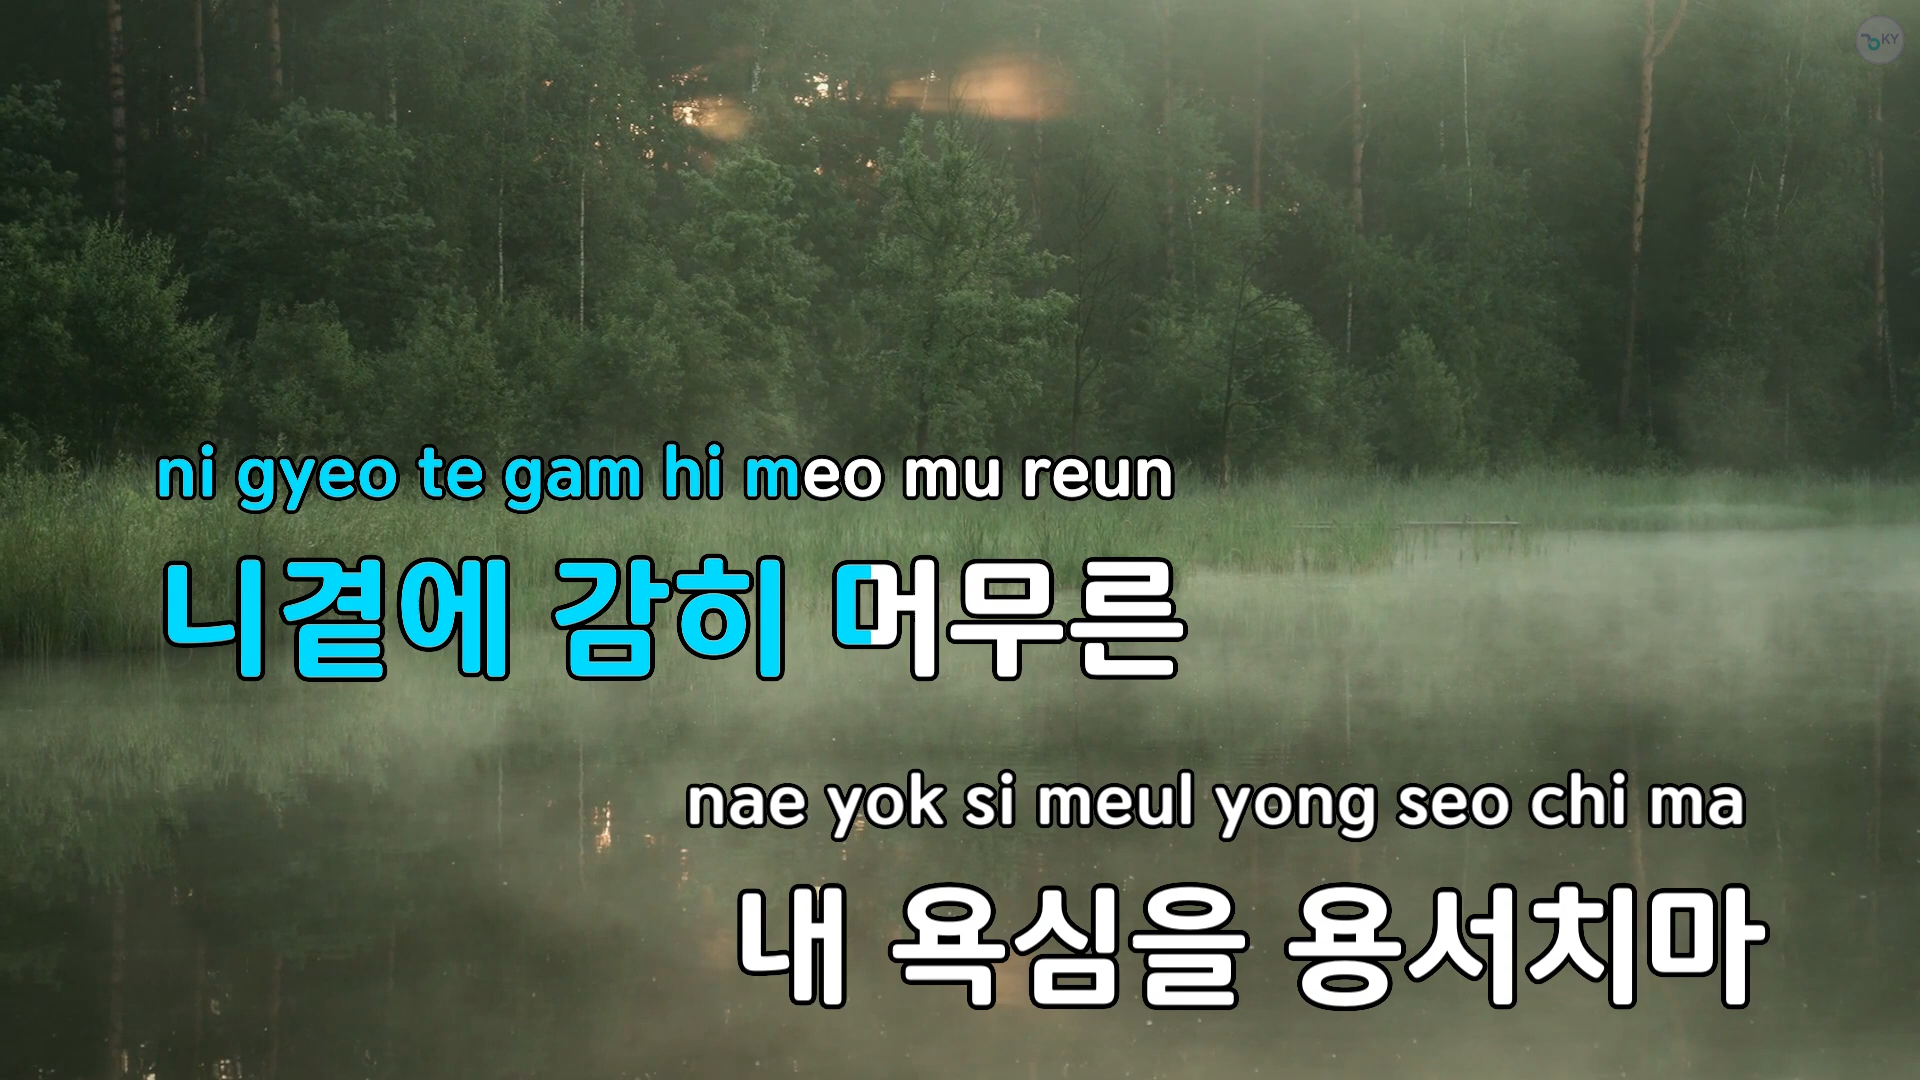 KY
ni gyeo te gam hi meo mu reun
니곁에 감히 머무른
nae yok si meul yong seo chi ma
내 욕심을 용서치마